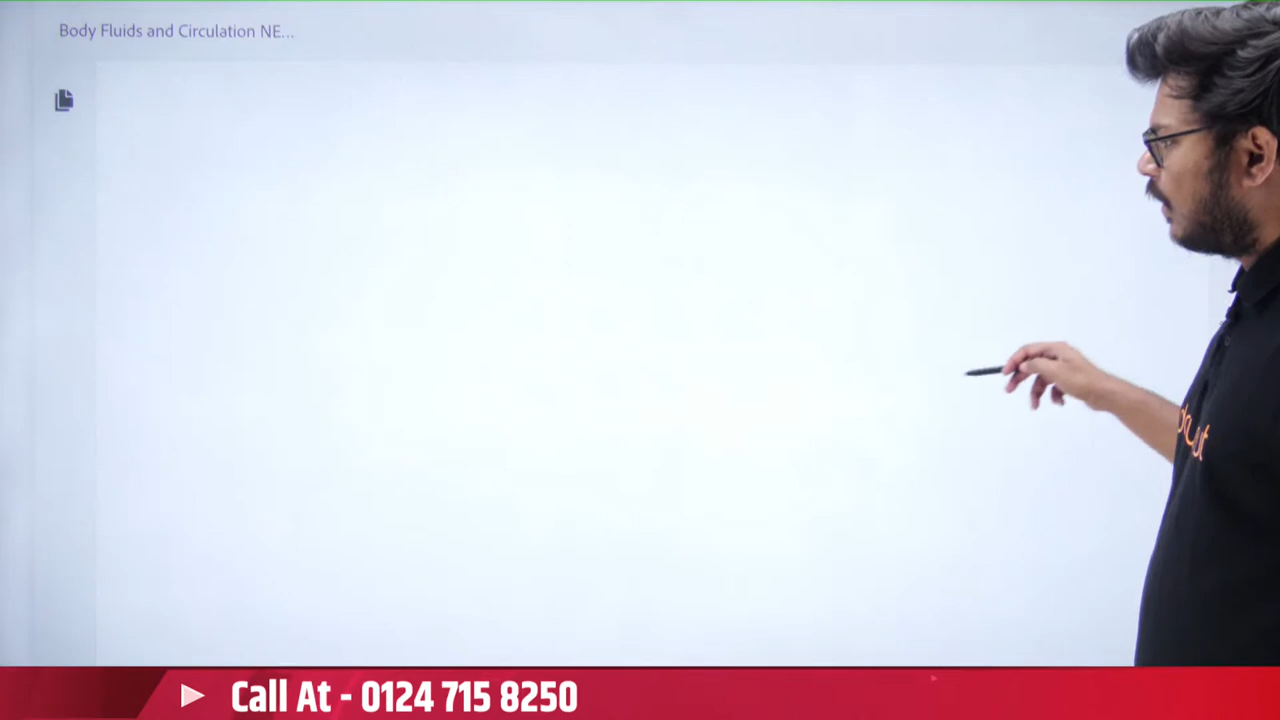 Body Fluids and Circulation NE...
Call At - 0124 715 8250